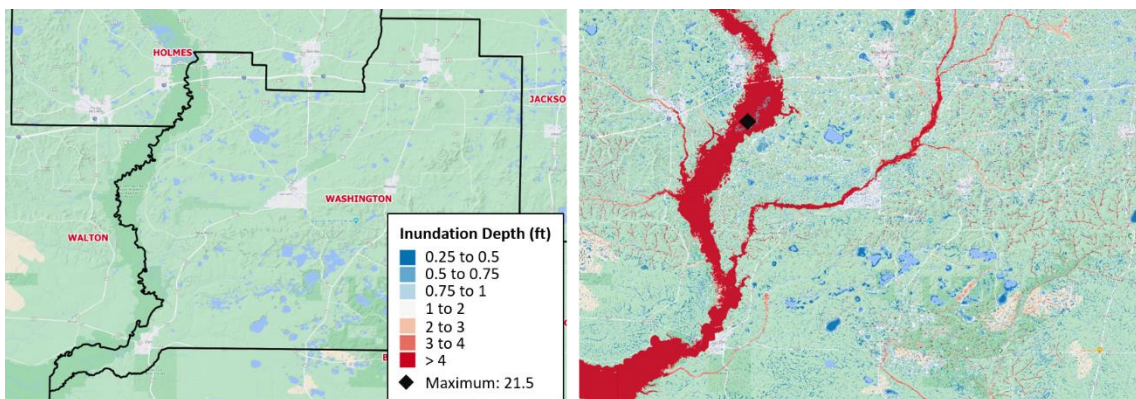 HOLMES
JACKSO
WASHINGTON
WALTON
Inundation Depth (ft)
0.25 to 0.5
0.5 to 0.75
0.75 to 1
1 to 2
2 to 3
3 to 4
> 4
Maximum: 21.5
B